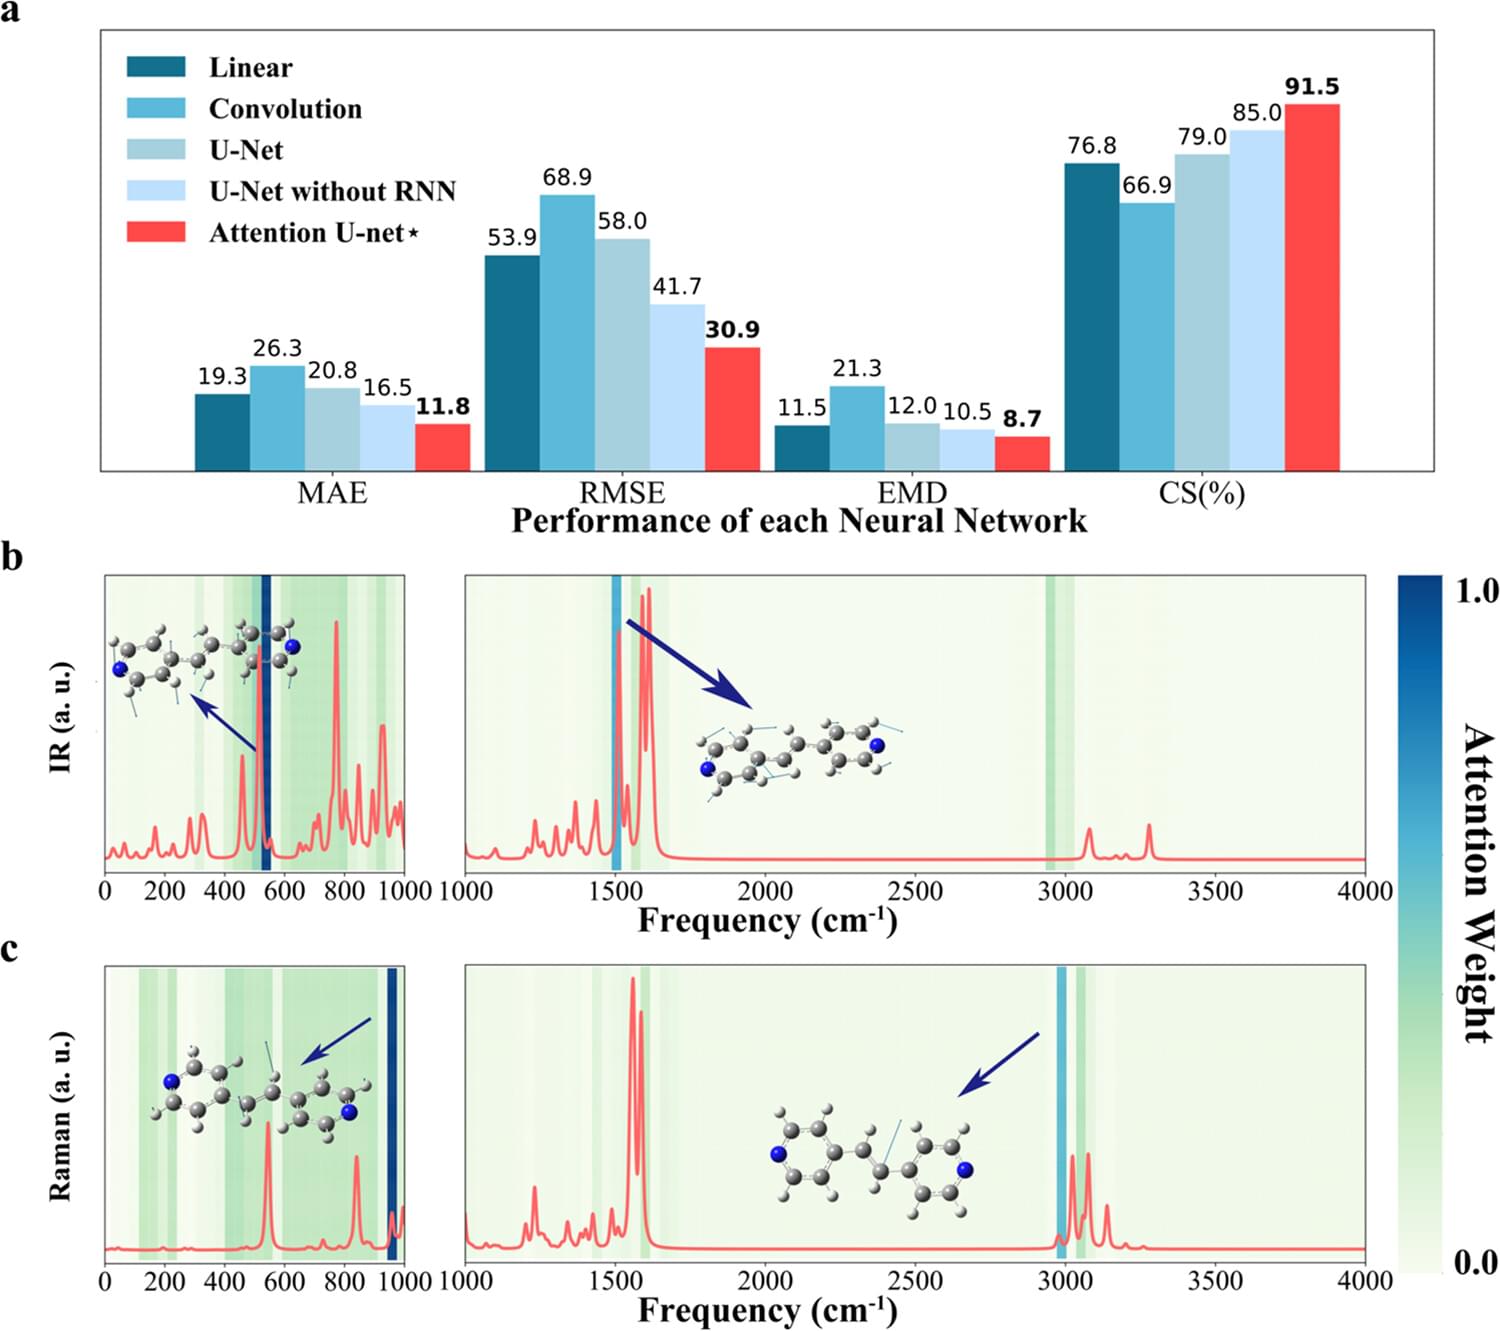 a
Linear
Convolution
U-Net
U-Net without RNN
Attention U-net⋆
19.3
26.3
20.8
16.5
11.8
53.9
68.9
58.0
41.7
30.9
11.5
21.3
12.0
10.5
8.7
76.8
66.9
79.0
85.0
91.5
MAE RMSE EMD CS(%)
Performance of each Neural Network
b
IR (a. u.)
0 200 400 600 800 1000 1000 1500 2000 2500 3000 3500 4000
Frequency (cm-1)
c
Raman (a. u.)
0 200 400 600 800 1000 1000 1500 2000 2500 3000 3500 4000
Frequency (cm-1)
1.0
Attention Weight
0.0